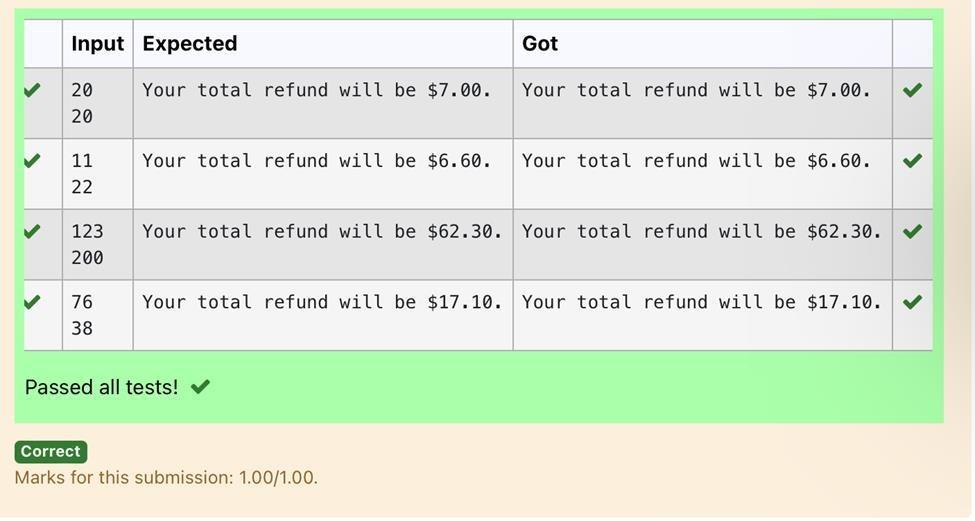 Input Expected Got
20 Your total refund will be $7.00. Your total refund will be $7.00.
20
11 Your total refund will be $6.60. Your total refund will be $6.60.
22
123 Your total refund will be $62.30. Your total refund will be $62.30.
200
76 Your total refund will be $17.10. Your total refund will be $17.10.
38
Passed all tests!
Correct
Marks for this submission: 1.00/1.00.